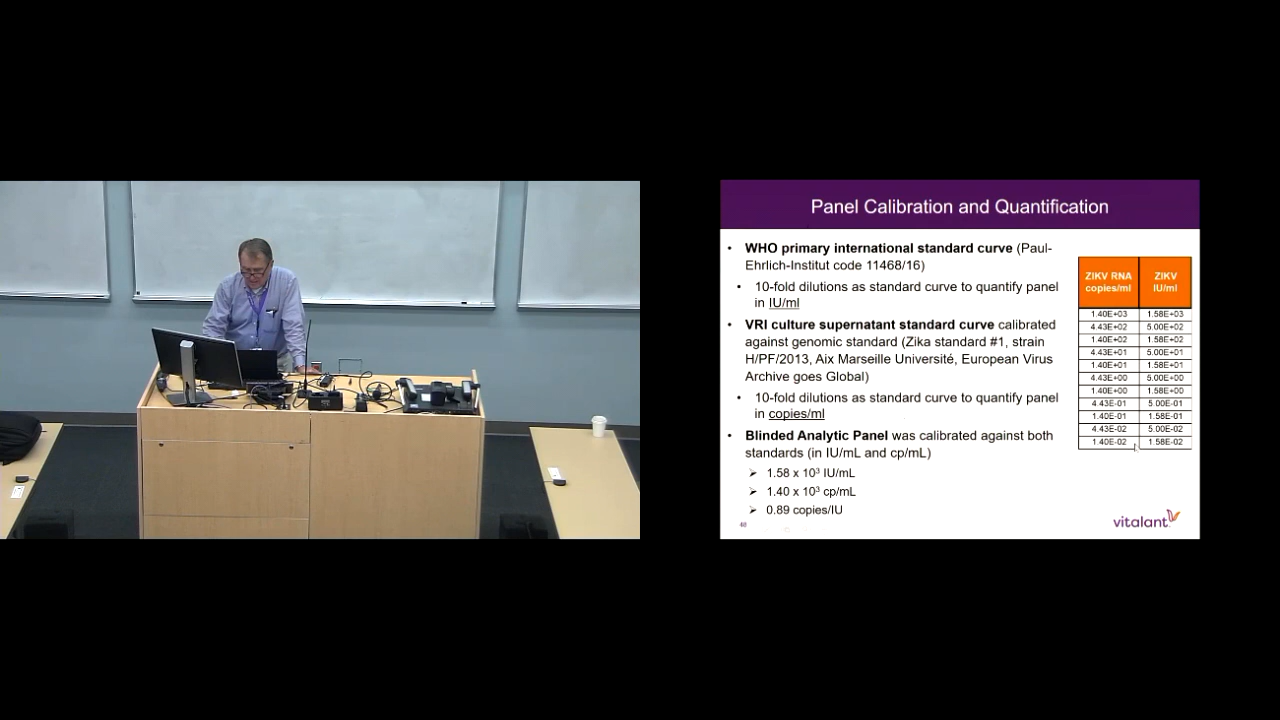 Panel Calibration and Quantification
• WHO primary international standard curve (Paul-
Ehrlich-Institut code 11468/16)
• 10-fold dilutions as standard curve to quantify panel
in IU/ml
• VRI culture supernatant standard curve calibrated
against genomic standard (Zika standard #1, strain
H/PF/2013, Aix Marseille Université, European Virus
Archive goes Global)
• 10-fold dilutions as standard curve to quantify panel
in copies/ml
• Blinded Analytic Panel was calibrated against both
standards (in IU/mL and cp/mL)
➢ 1.58 x 10³ IU/mL
➢ 1.40 x 10³ cp/mL
➢ 0.89 copies/IU
ZIKV RNA copies/ml ZIKV IU/ml
1.40E+03 1.58E+03
4.43E+02 5.00E+02
1.40E+02 1.58E+02
4.43E+01 5.00E+01
1.40E+01 1.58E+01
4.43E+00 5.00E+00
1.40E+00 1.58E+00
4.43E-01 5.00E-01
1.40E-01 1.58E-01
4.43E-02 5.00E-02
1.40E-02 1.58E-02
vitalant